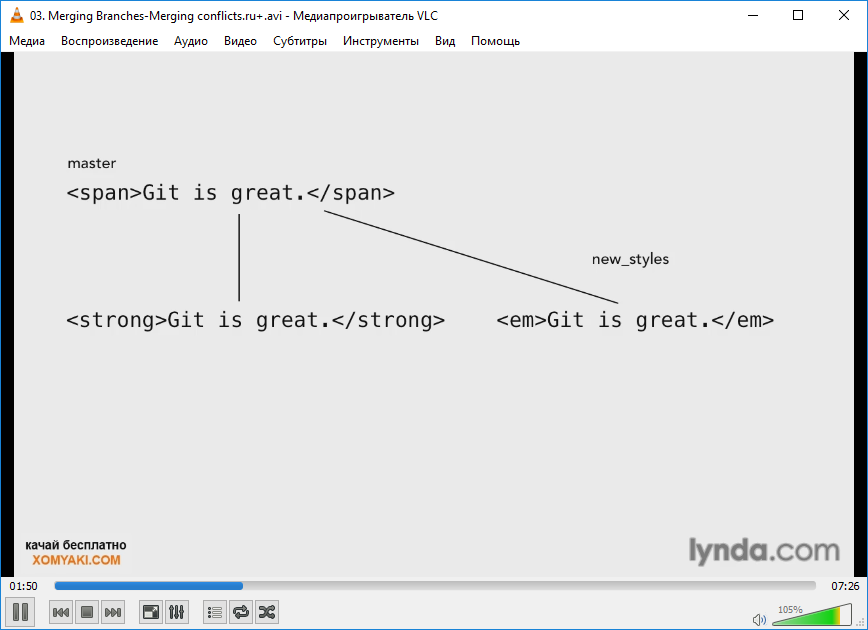 03. Merging Branches-Merging conflicts.ru+.avi - Медиапроигрыватель VLC
Медиа Воспроизведение Аудио Видео Субтитры Инструменты Вид Помощь
master
<span>Git is great.</span>
new_styles
<strong>Git is great.</strong> <em>Git is great.</em>
качай бесплатно
XOMYAKI.COM
lynda.com
01:50 07:26
105%